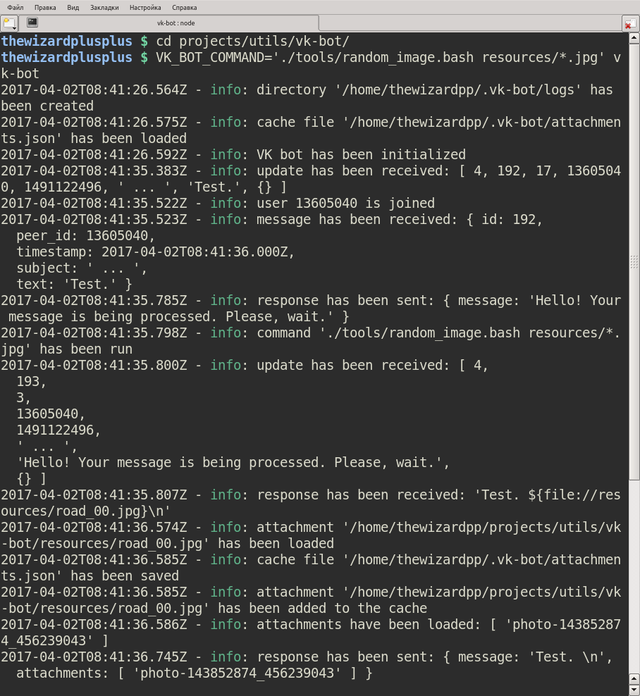 Файл Правка Вид Закладки Настройка Справка
vk-bot : node
thewizardplusplus $ cd projects/utils/vk-bot/
thewizardplusplus $ VK_BOT_COMMAND='./tools/random_image.bash resources/*.jpg' v
k-bot
2017-04-02T08:41:26.564Z - info: directory '/home/thewizardpp/.vk-bot/logs' has
been created
2017-04-02T08:41:26.575Z - info: cache file '/home/thewizardpp/.vk-bot/attachmen
ts.json' has been loaded
2017-04-02T08:41:26.592Z - info: VK bot has been initialized
2017-04-02T08:41:35.383Z - info: update has been received: [ 4, 192, 17, 1360504
0, 1491122496, ' ... ', 'Test.', {} ]
2017-04-02T08:41:35.522Z - info: user 13605040 is joined
2017-04-02T08:41:35.523Z - info: message has been received: { id: 192,
peer_id: 13605040,
timestamp: 2017-04-02T08:41:36.000Z,
subject: ' ... ',
text: 'Test.' }
2017-04-02T08:41:35.785Z - info: response has been sent: { message: 'Hello! Your
message is being processed. Please, wait.' }
2017-04-02T08:41:35.798Z - info: command './tools/random_image.bash resources/*.
jpg' has been run
2017-04-02T08:41:35.800Z - info: update has been received: [ 4,
193,
3,
13605040,
1491122496,
' ... ',
'Hello! Your message is being processed. Please, wait.',
{} ]
2017-04-02T08:41:35.807Z - info: response has been received: 'Test. ${file://res
ources/road_00.jpg}\n'
2017-04-02T08:41:36.574Z - info: attachment '/home/thewizardpp/projects/utils/vk
-bot/resources/road_00.jpg' has been loaded
2017-04-02T08:41:36.585Z - info: cache file '/home/thewizardpp/.vk-bot/attachmen
ts.json' has been saved
2017-04-02T08:41:36.585Z - info: attachment '/home/thewizardpp/projects/utils/vk
-bot/resources/road_00.jpg' has been added to the cache
2017-04-02T08:41:36.586Z - info: attachments have been loaded: [ 'photo-14385287
4_456239043' ]
2017-04-02T08:41:36.745Z - info: response has been sent: { message: 'Test. \n',
attachments: [ 'photo-143852874_456239043' ] }